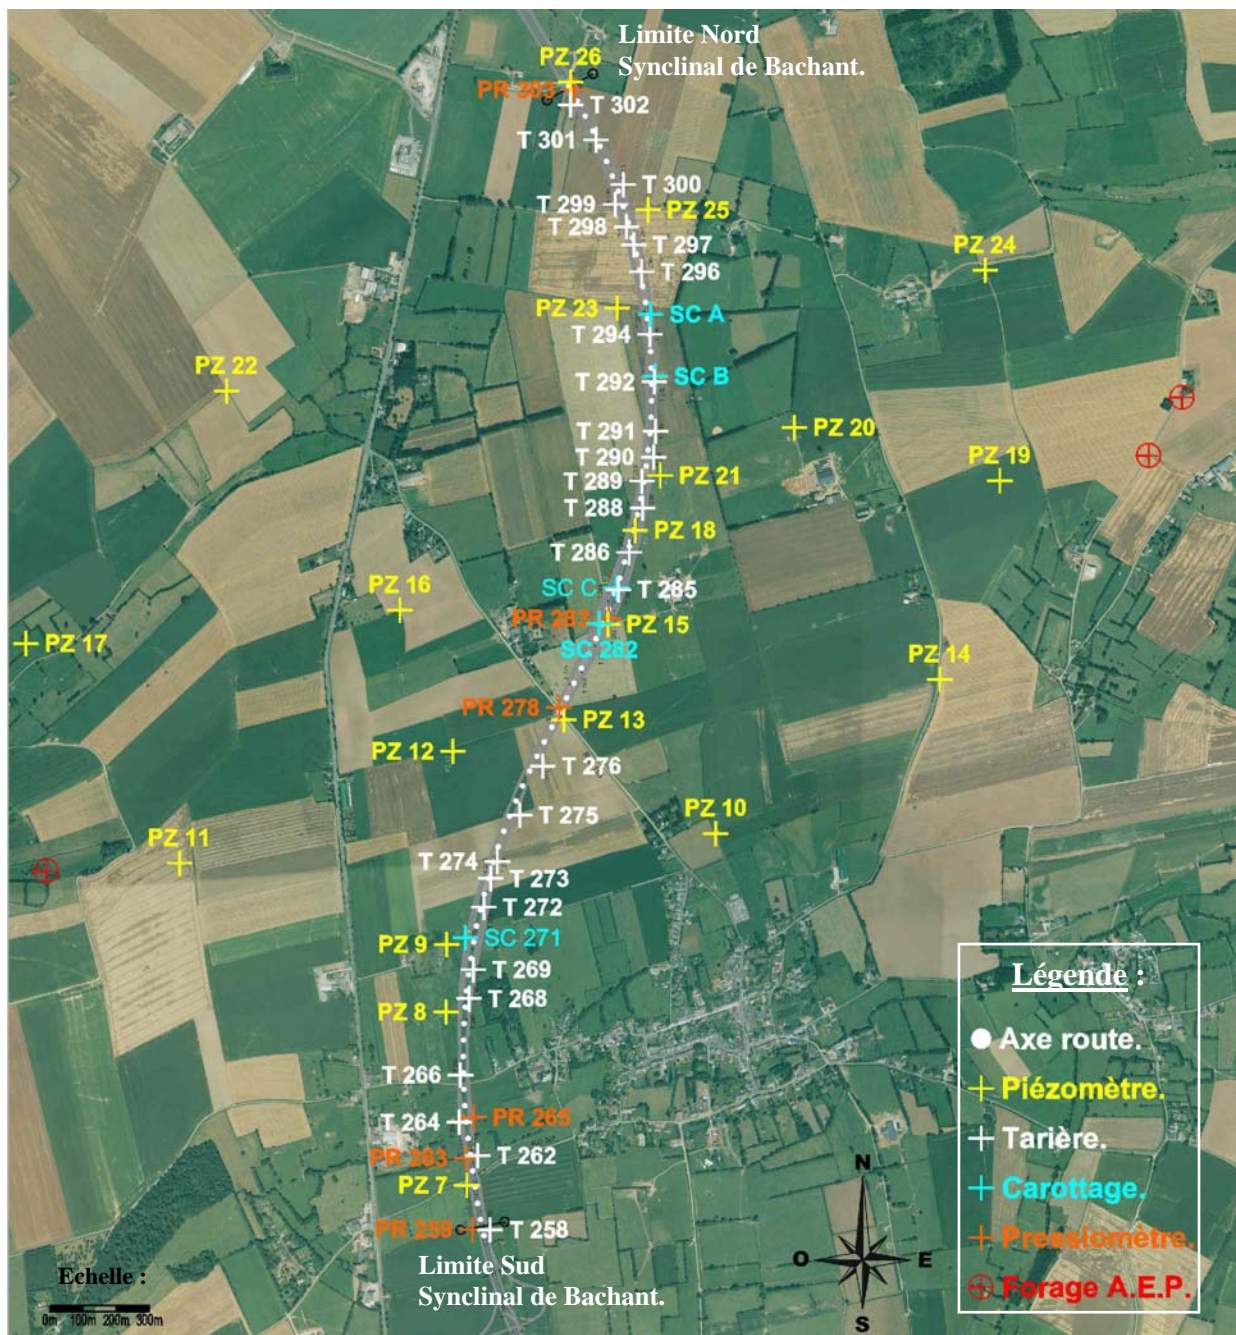 Limite Nord
Synclinal de Bachant.
PZ 26
PR 303
T 302
T 301
T 300
T 299
PZ 25
T 298
T 297
PZ 24
T 296
PZ 23
SC A
T 294
PZ 22
SC B
T 292
PZ 20
T 291
T 290
PZ 21
PZ 19
T 289
T 288
PZ 18
T 286
PZ 16
SC C
T 285
PR 282
PZ 15
PZ 17
SC 282
PZ 14
PR 278
PZ 13
PZ 12
T 276
PZ 10
T 275
PZ 11
T 274
T 273
T 272
PZ 9
SC 271
T 269
T 268
PZ 8
T 266
T 264
PR 265
T 262
PR 263
PZ 7
PR 259
T 258
Limite Sud
Synclinal de Bachant.
Echelle :
0m 100m 200m 300m
N
O
E
S
Légende :
Axe route.
Piézomètre.
Tarière.
Carottage.
Pressiomètre.
Forage A.E.P.